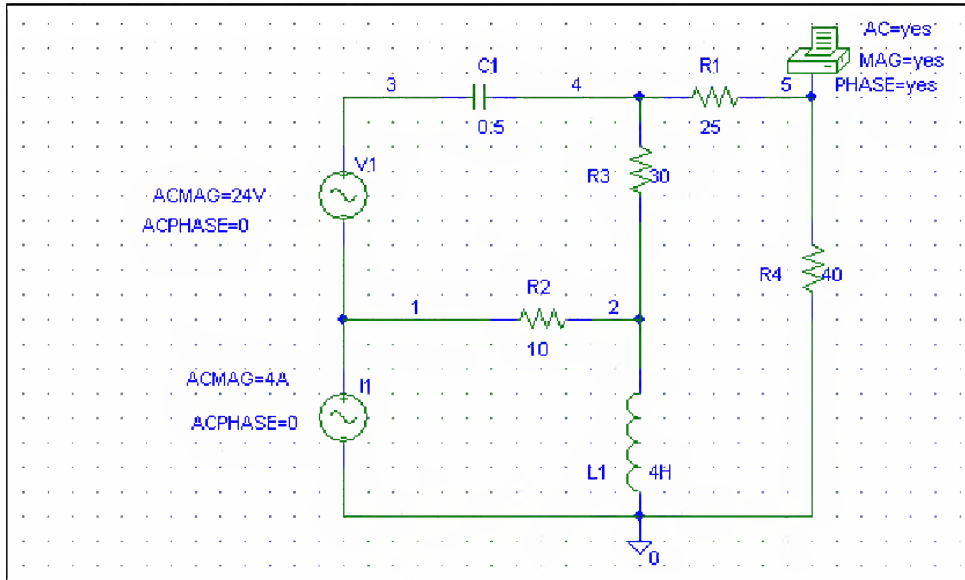 AC=yes
C1
R1
MAG=yes
3
4
5
PHASE=yes
0.5
25
V1
R3
30
ACMAG=24V
ACPHASE=0
R4
40
R2
1
2
10
ACMAG=4A
I1
ACPHASE=0
L1
4H
0